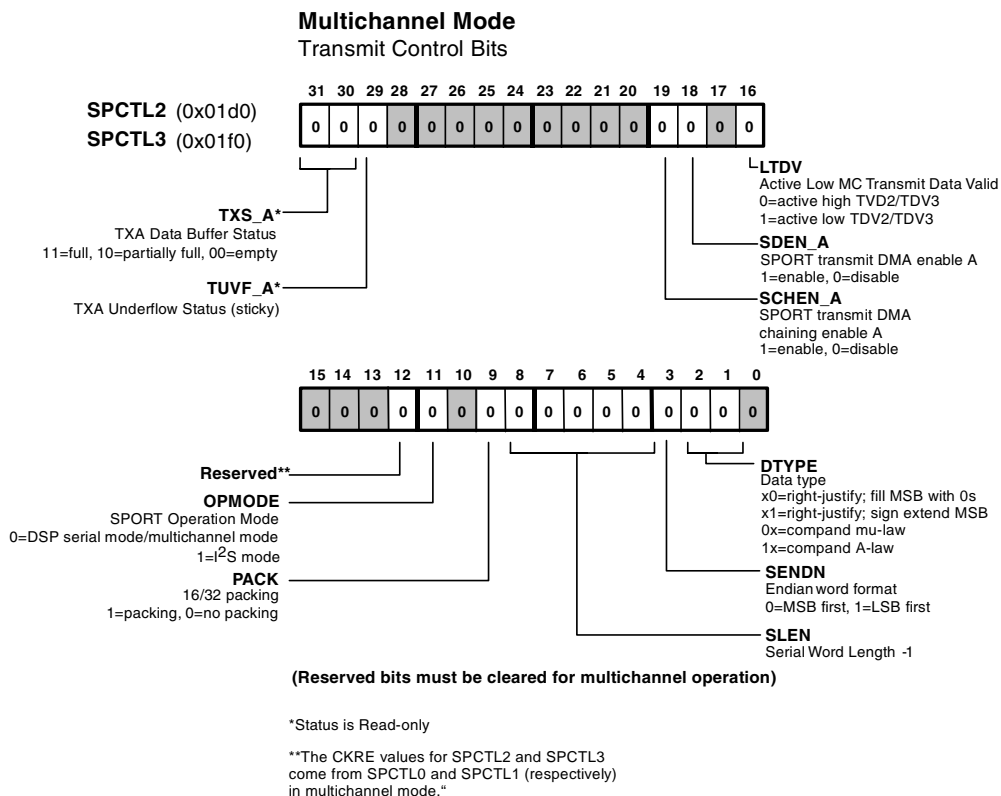 Multichannel Mode
Transmit Control Bits
31 30 29 28 27 26 25 24 23 22 21 20 19 18 17 16
SPCTL2 (0x01d0)
SPCTL3 (0x01f0)
0 0 0 0 0 0 0 0 0 0 0 0 0 0 0 0
TXS_A*
TXA Data Buffer Status
11=full, 10=partially full, 00=empty
TUVF_A*
TXA Underflow Status (sticky)
LTDV
Active Low MC Transmit Data Valid
0=active high TVD2/TDV3
1=active low TDV2/TDV3
SDEN_A
SPORT transmit DMA enable A
1=enable, 0=disable
SCHEN_A
SPORT transmit DMA
chaining enable A
1=enable, 0=disable
15 14 13 12 11 10 9 8 7 6 5 4 3 2 1 0
0 0 0 0 0 0 0 0 0 0 0 0 0 0 0 0
Reserved**
OPMODE
SPORT Operation Mode
0=DSP serial mode/multichannel mode
1=I2S mode
PACK
16/32 packing
1=packing, 0=no packing
DTYPE
Data type
x0=right-justify; fill MSB with 0s
x1=right-justify; sign extend MSB
0x=compand mu-law
1x=compand A-law
SENDN
Endian word format
0=MSB first, 1=LSB first
SLEN
Serial Word Length -1
(Reserved bits must be cleared for multichannel operation)
*Status is Read-only
**The CKRE values for SPCTL2 and SPCTL3
come from SPCTL0 and SPCTL1 (respectively)
in multichannel mode.“